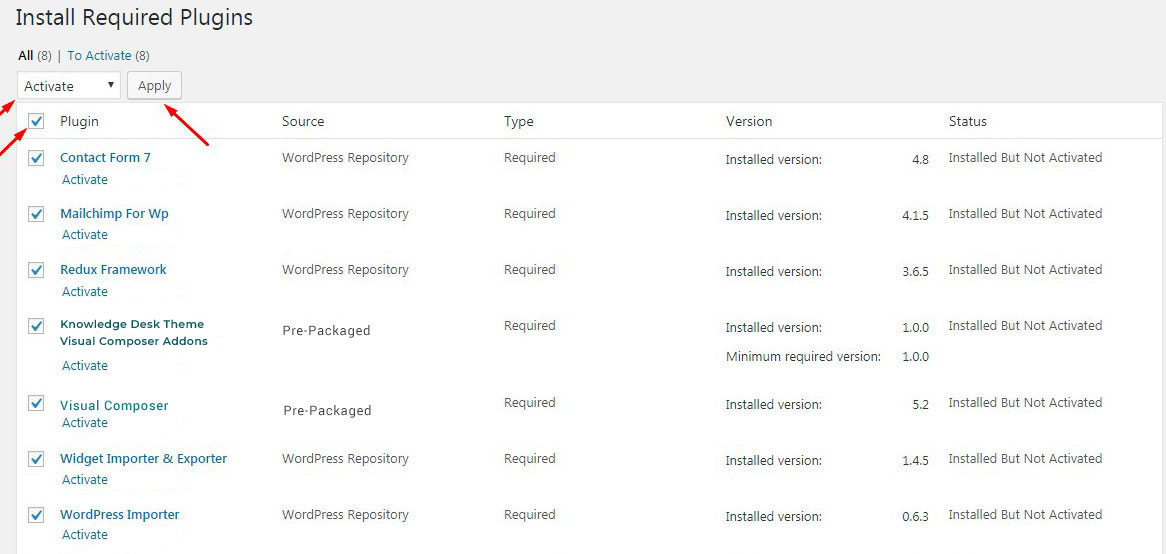 Install Required Plugins
All (8) | To Activate (8)
Activate Apply
Plugin Source Type Version Status
Contact Form 7 WordPress Repository Required Installed version: 4.8 Installed But Not Activated
Activate
Mailchimp For Wp WordPress Repository Required Installed version: 4.1.5 Installed But Not Activated
Activate
Redux Framework WordPress Repository Required Installed version: 3.6.5 Installed But Not Activated
Activate
Knowledge Desk Theme Pre-Packaged Required Installed version: 1.0.0 Installed But Not Activated
Visual Composer Addons
Minimum required version: 1.0.0
Activate
Visual Composer Pre-Packaged Required Installed version: 5.2 Installed But Not Activated
Activate
Widget Importer & Exporter WordPress Repository Required Installed version: 1.4.5 Installed But Not Activated
Activate
WordPress Importer WordPress Repository Required Installed version: 0.6.3 Installed But Not Activated
Activate